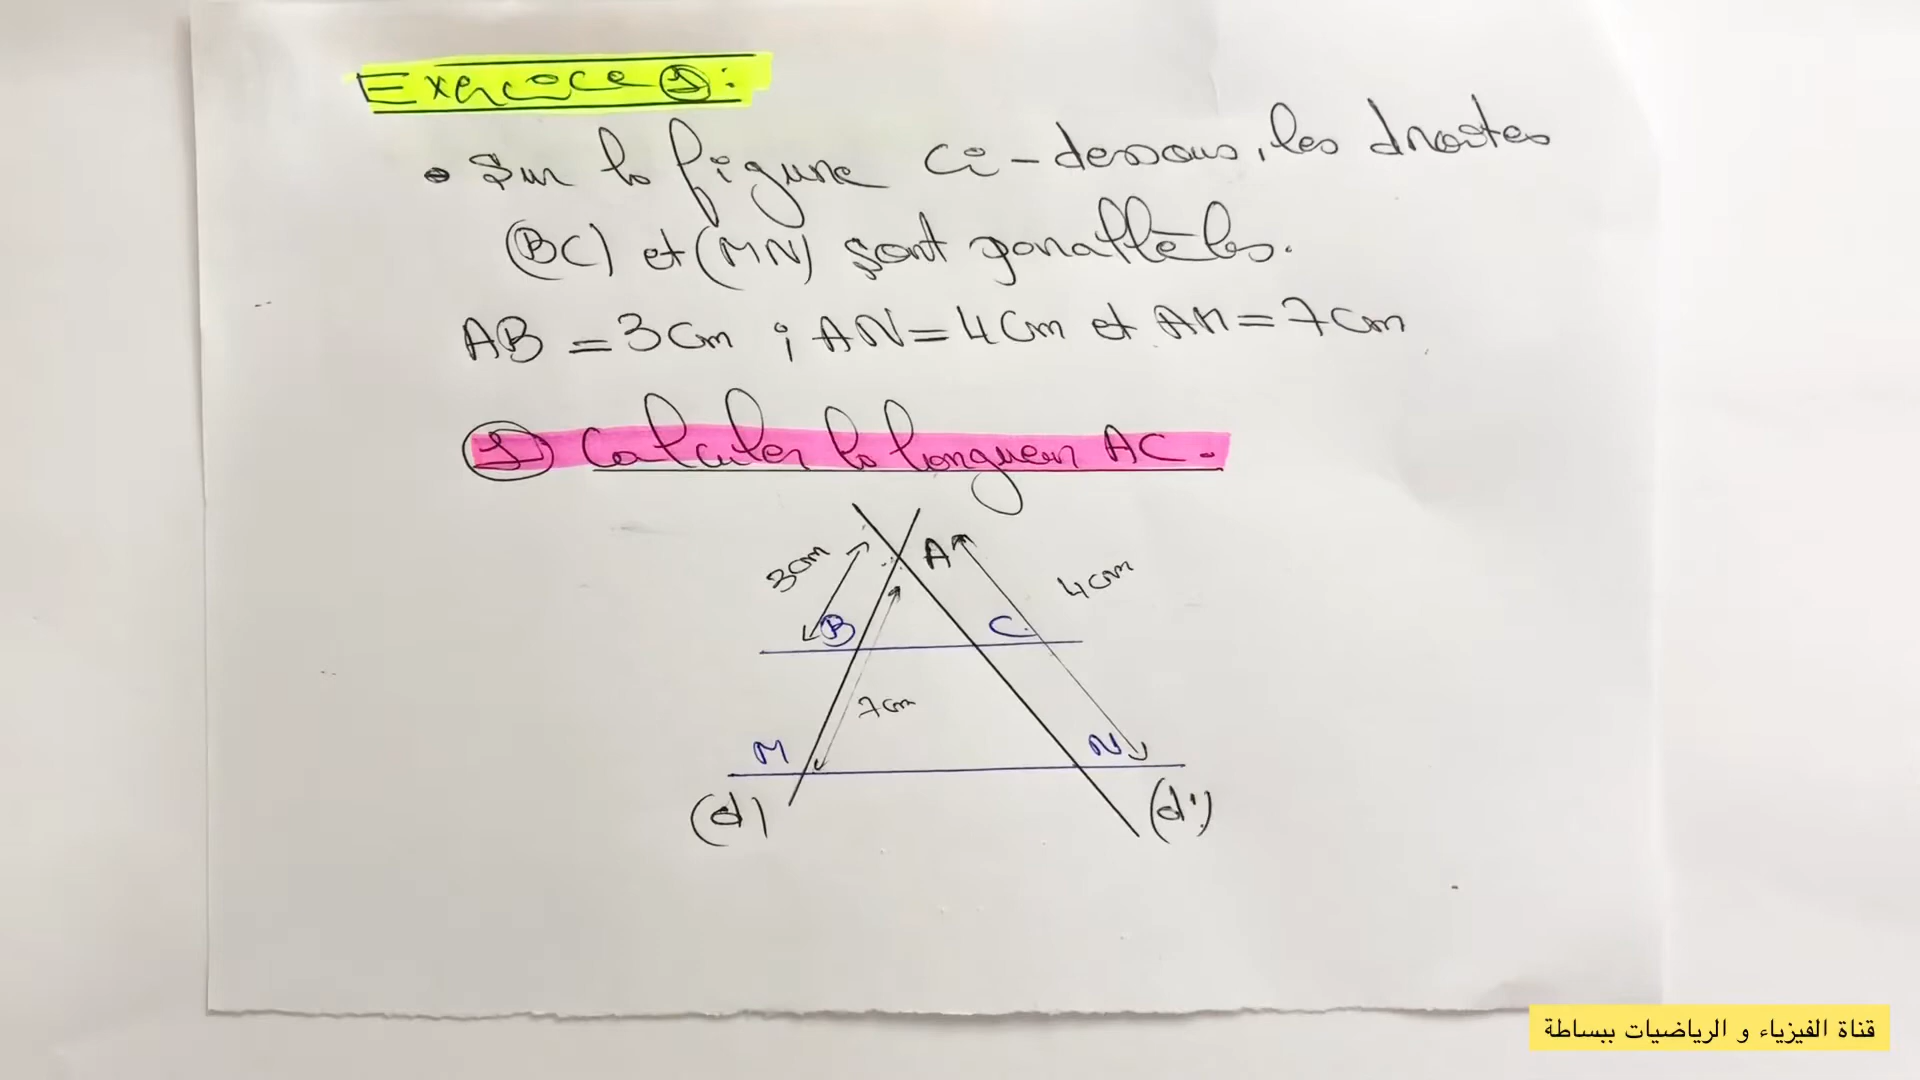 Exercice ①:
• Sur la figure ci-dessous, les droites
(BC) et (MN) sont parallèles.
AB = 3cm ; AN = 4cm et AM = 7cm
① Calculer la longueur AC.
3cm
A
4cm
B
C
7cm
M
N
(d)
(d')
قناة الفيزياء و الرياضيات ببساطة